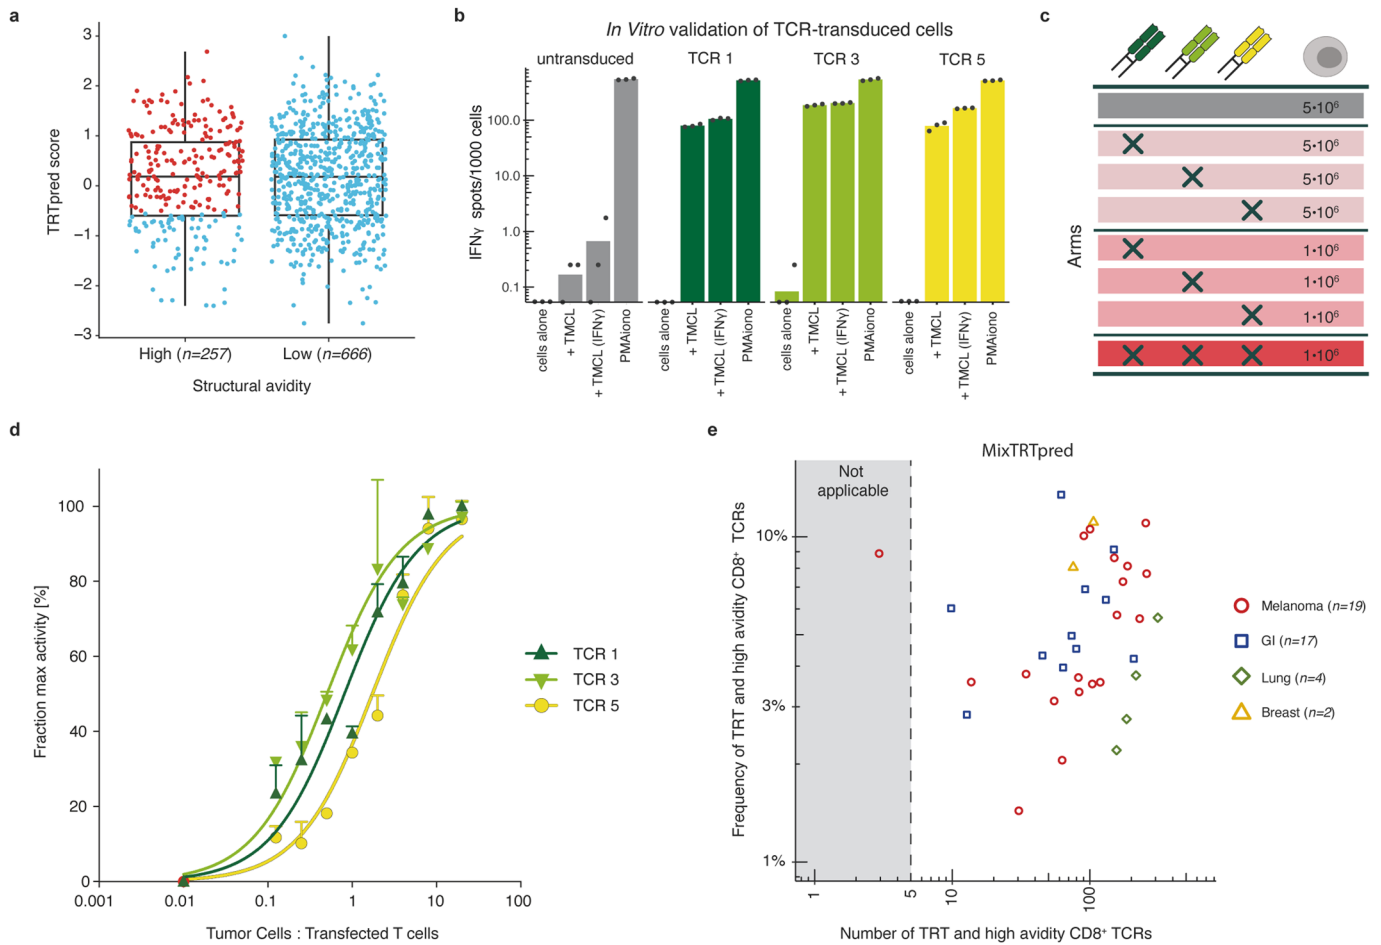 a
3
2
1
0
−1
−2
−3
TRTpred score
High (n=257)
Low (n=666)
Structural avidity
b
In Vitro validation of TCR-transduced cells
untransduced
TCR 1
TCR 3
TCR 5
IFNγ spots/1000 cells
100.0
10.0
1.0
0.1
cells alone
+ TMCL
+ TMCL (IFNγ)
PMAiono
cells alone
+ TMCL
+ TMCL (IFNγ)
PMAiono
cells alone
+ TMCL
+ TMCL (IFNγ)
PMAiono
cells alone
+ TMCL
+ TMCL (IFNγ)
PMAiono
c
Arms
5•10⁶
5•10⁶
5•10⁶
5•10⁶
1•10⁶
1•10⁶
1•10⁶
1•10⁶
d
Fraction max activity [%]
100
80
60
40
20
0
0.001
0.01
0.1
1
10
100
Tumor Cells : Transfected T cells
TCR 1
TCR 3
TCR 5
e
MixTRTpred
Not
applicable
Frequency of TRT and high avidity CD8⁺ TCRs
10%
3%
1%
1
5
10
100
Number of TRT and high avidity CD8⁺ TCRs
Melanoma (n=19)
GI (n=17)
Lung (n=4)
Breast (n=2)